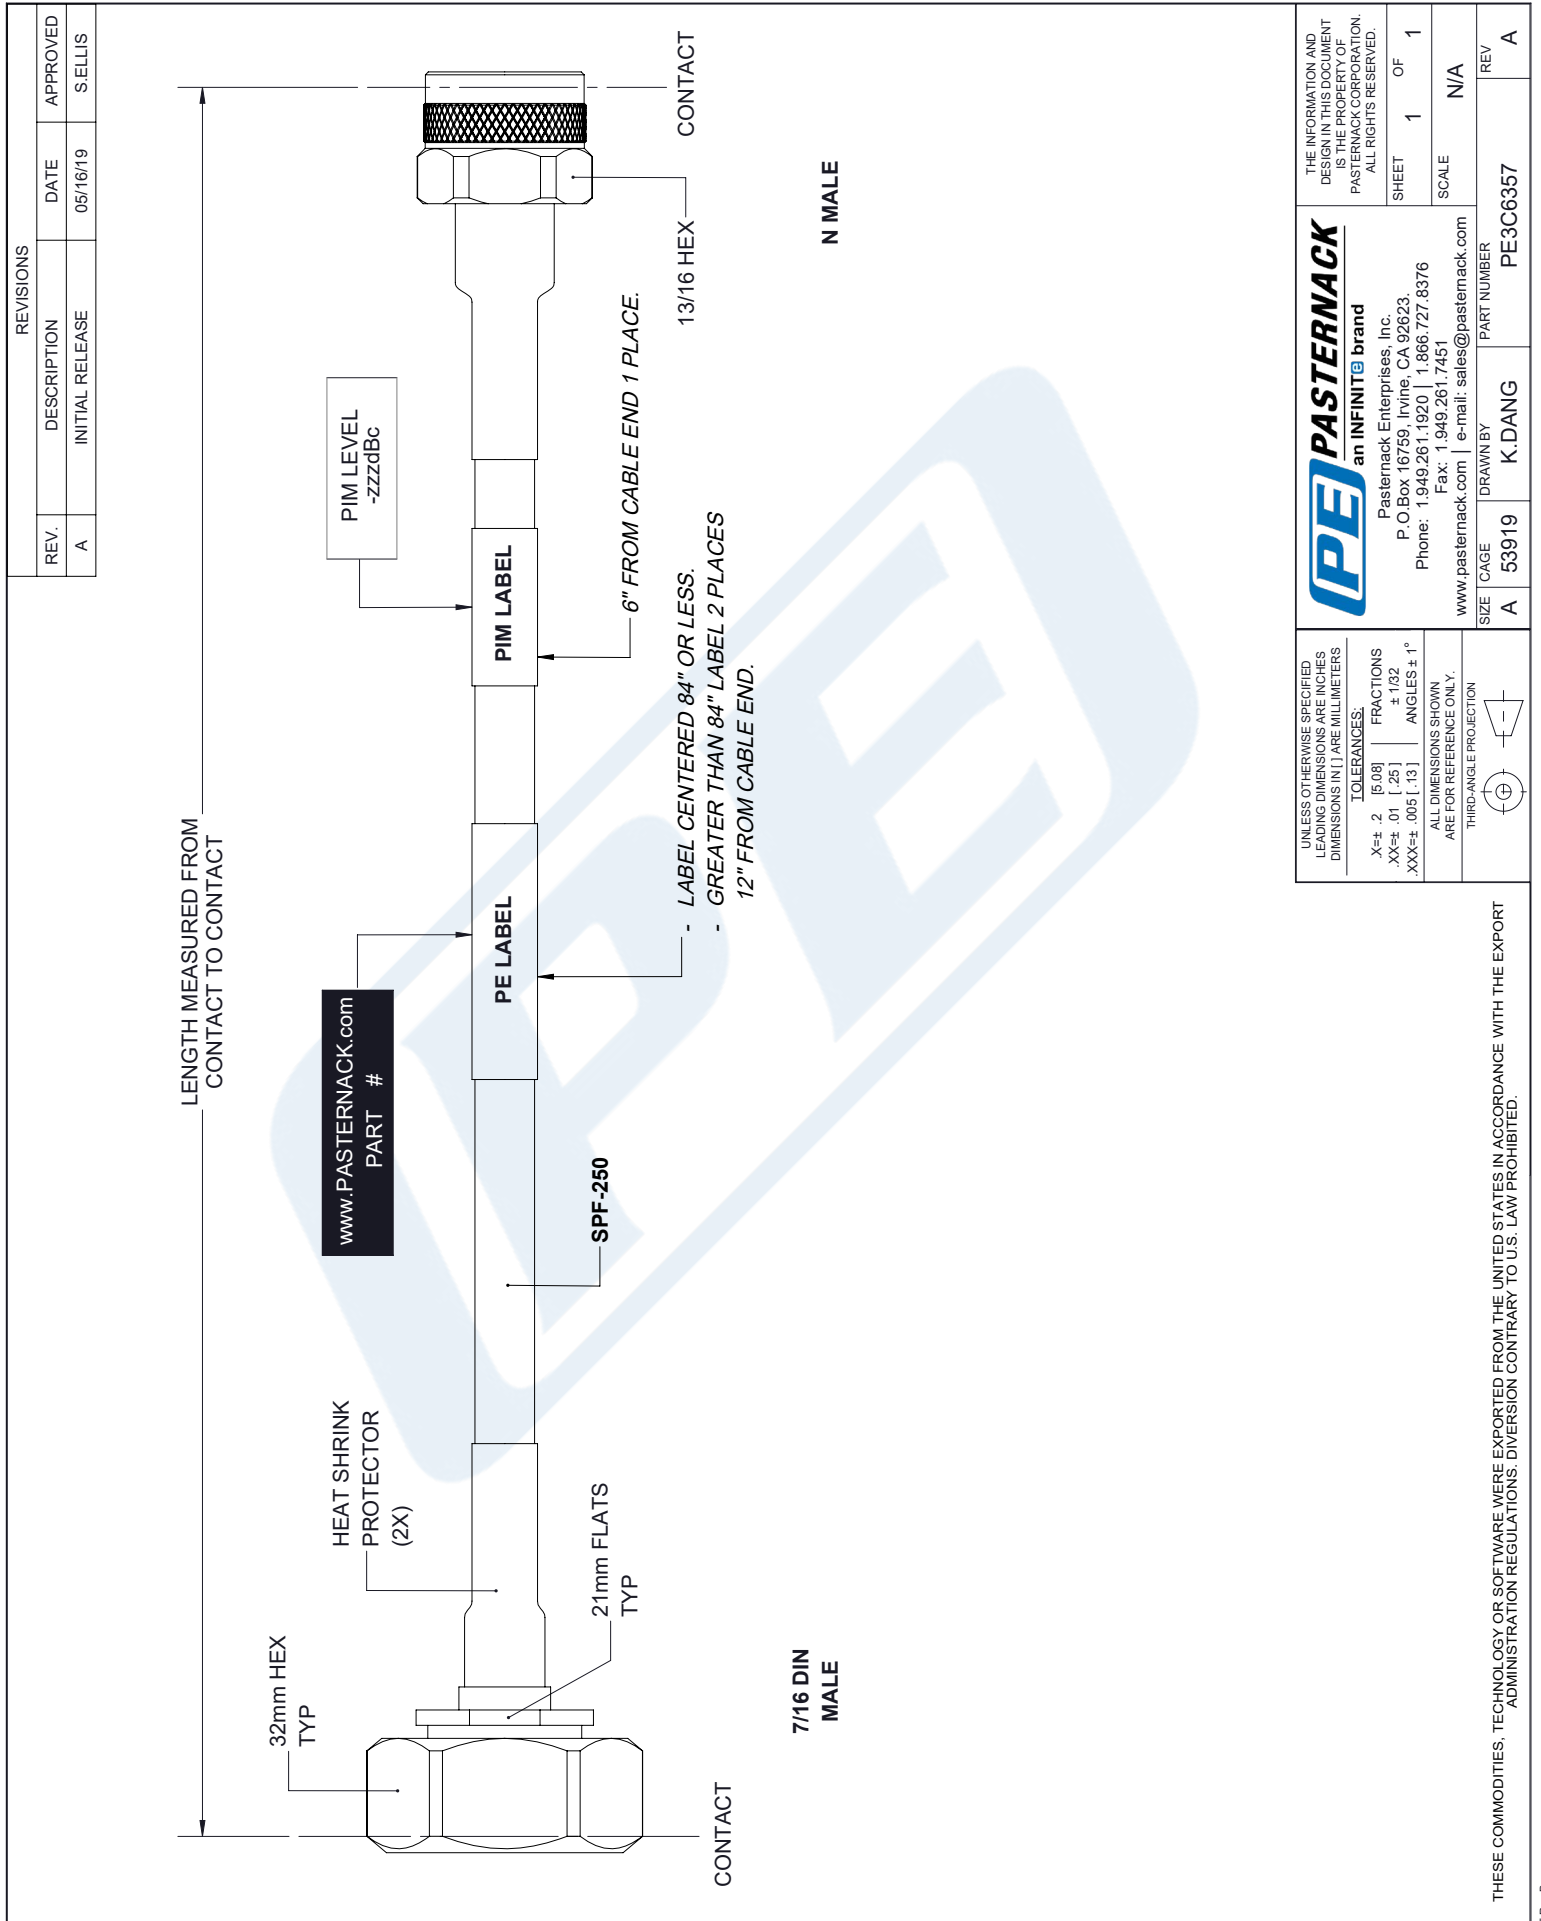 REVISIONS
REV. DESCRIPTION DATE APPROVED
A INITIAL RELEASE 05/16/19 S.ELLIS
LENGTH MEASURED FROM
CONTACT TO CONTACT
32mm HEX
TYP
HEAT SHRINK
PROTECTOR
(2X)
www.PASTERNACK.com
PART #
PIM LEVEL
-zzzdBc
PE LABEL
PIM LABEL
21mm FLATS
TYP
SPF-250
6" FROM CABLE END 1 PLACE.
- LABEL CENTERED 84" OR LESS.
- GREATER THAN 84" LABEL 2 PLACES
12" FROM CABLE END.
13/16 HEX
CONTACT
CONTACT
7/16 DIN
MALE
N MALE
UNLESS OTHERWISE SPECIFIED
LEADING DIMENSIONS ARE INCHES
DIMENSIONS IN [ ] ARE MILLIMETERS
TOLERANCES:
.X=± .2 [5.08] FRACTIONS
.XX=± .01 [ .25 ] ± 1/32
.XXX=± .005 [ .13 ] ANGLES ± 1°
ALL DIMENSIONS SHOWN
ARE FOR REFERENCE ONLY.
THIRD-ANGLE PROJECTION
PE PASTERNACK
an INFINITe brand
Pasternack Enterprises, Inc.
P.O.Box 16759, Irvine, CA 92623.
Phone: 1.949.261.1920 | 1.866.727.8376
Fax: 1.949.261.7451
www.pasternack.com | e-mail: sales@pasternack.com
THE INFORMATION AND
DESIGN IN THIS DOCUMENT
IS THE PROPERTY OF
PASTERNACK CORPORATION.
ALL RIGHTS RESERVED.
SHEET 1 OF 1
SCALE N/A
SIZE A
CAGE 53919
DRAWN BY K.DANG
PART NUMBER PE3C6357
REV A
THESE COMMODITIES, TECHNOLOGY OR SOFTWARE WERE EXPORTED FROM THE UNITED STATES IN ACCORDANCE WITH THE EXPORT
ADMINISTRATION REGULATIONS. DIVERSION CONTRARY TO U.S. LAW PROHIBITED.
PE